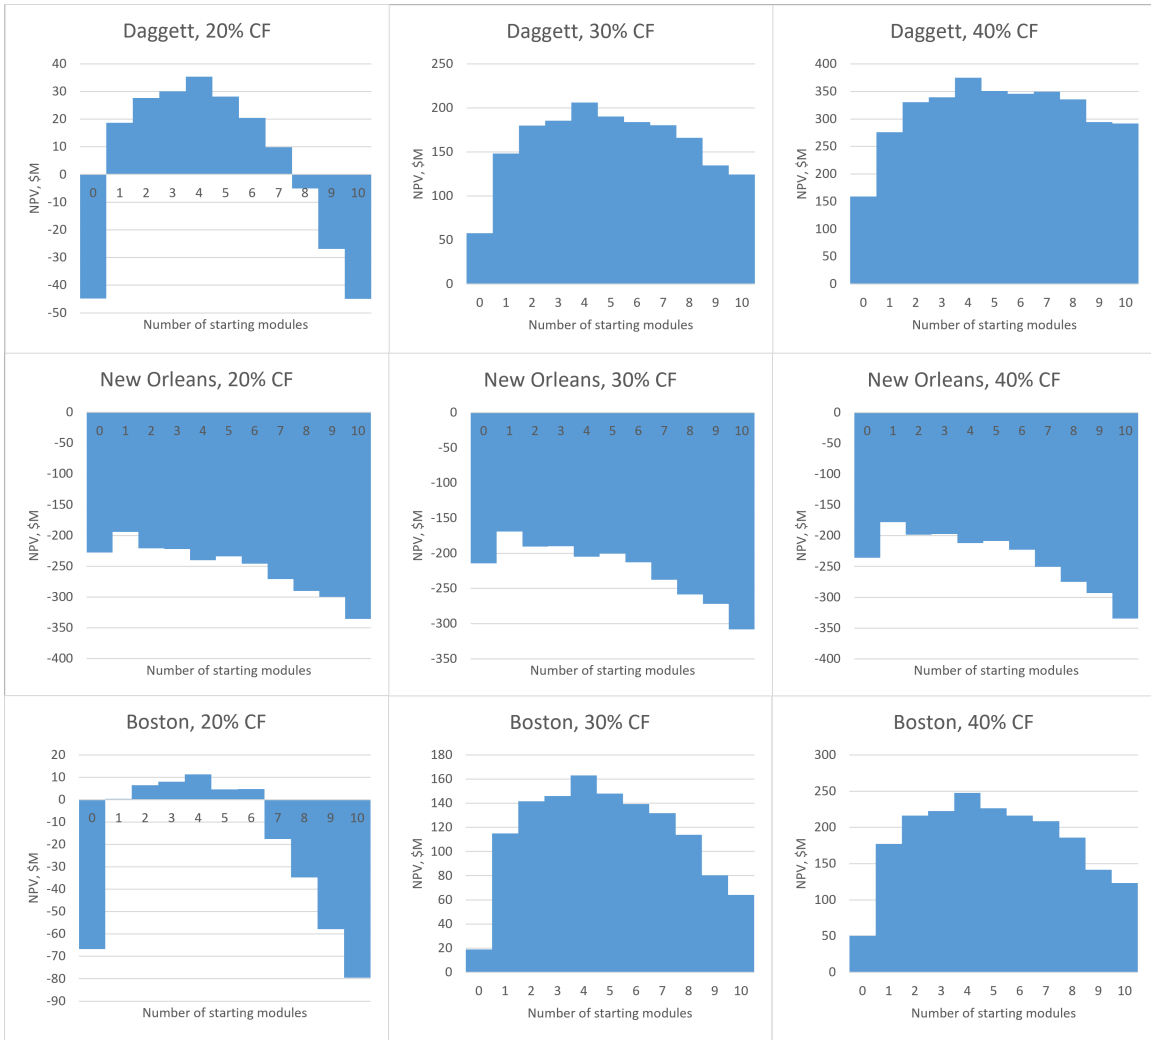 Daggett, 20% CF
40
30
20
10
0
-10
-20
-30
-40
-50
NPV, $M
0 1 2 3 4 5 6 7 8 9 10
Number of starting modules
Daggett, 30% CF
250
200
150
100
50
0
NPV, $M
0 1 2 3 4 5 6 7 8 9 10
Number of starting modules
Daggett, 40% CF
400
350
300
250
200
150
100
50
0
NPV, $M
0 1 2 3 4 5 6 7 8 9 10
Number of starting modules
New Orleans, 20% CF
0
-50
-100
-150
-200
-250
-300
-350
-400
NPV, $M
0 1 2 3 4 5 6 7 8 9 10
Number of starting modules
New Orleans, 30% CF
0
-50
-100
-150
-200
-250
-300
-350
NPV, $M
0 1 2 3 4 5 6 7 8 9 10
Number of starting modules
New Orleans, 40% CF
0
-50
-100
-150
-200
-250
-300
-350
-400
NPV, $M
0 1 2 3 4 5 6 7 8 9 10
Number of starting modules
Boston, 20% CF
20
10
0
-10
-20
-30
-40
-50
-60
-70
-80
-90
NPV, $M
0 1 2 3 4 5 6 7 8 9 10
Number of starting modules
Boston, 30% CF
180
160
140
120
100
80
60
40
20
0
NPV, $M
0 1 2 3 4 5 6 7 8 9 10
Number of starting modules
Boston, 40% CF
300
250
200
150
100
50
0
NPV, $M
0 1 2 3 4 5 6 7 8 9 10
Number of starting modules